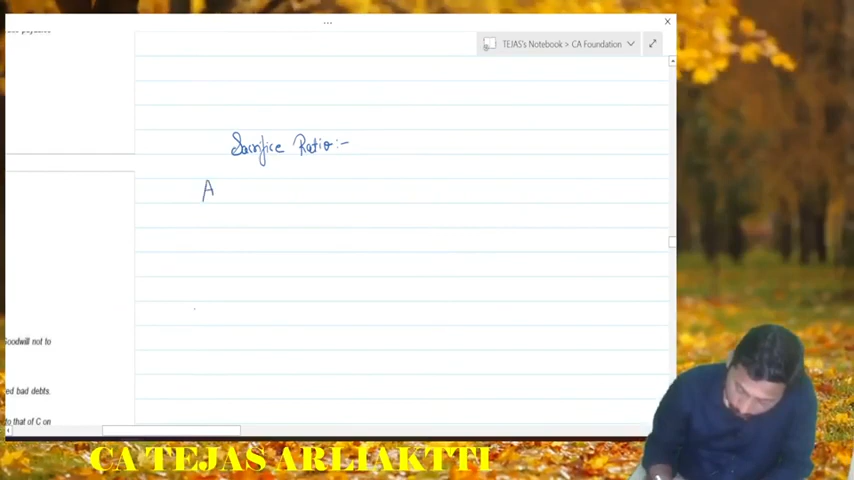 TEJAS's Notebook > CA Foundation
Sacrifice Ratio:-
A
Goodwill not to
ed bad debts.
to that of C on
CA TEJAS ARLIAKTTI